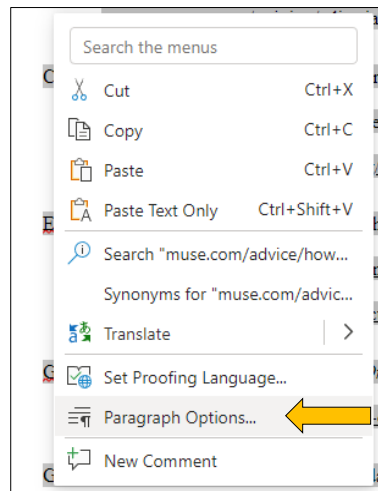 Search the menus
Cut Ctrl+X
Copy Ctrl+C
Paste Ctrl+V
Paste Text Only Ctrl+Shift+V
Search "muse.com/advice/how...
Synonyms for "muse.com/advic...
Translate
Set Proofing Language...
Paragraph Options...
New Comment